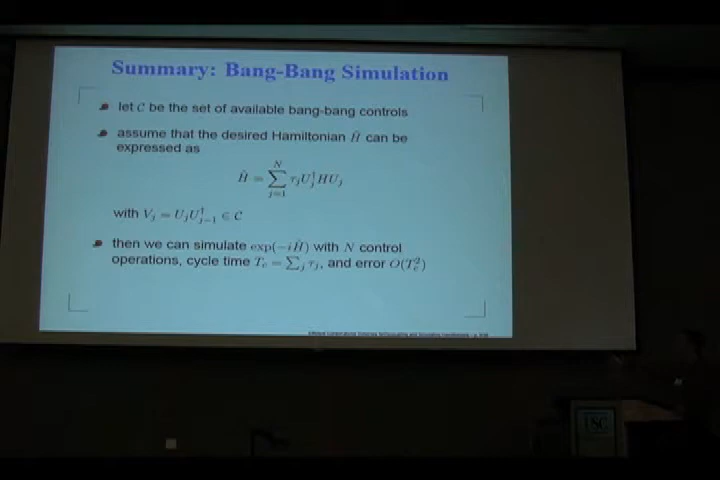 Summary: Bang-Bang Simulation
let C be the set of available bang-bang controls
assume that the desired Hamiltonian H̃ can be
expressed as
H̃ = ∑_{j=1}^{N} τ_j U_j^† H U_j
with V_j = U_j U_{j−1}^† ∈ C
then we can simulate exp(−iH̃) with N control
operations, cycle time T_c = ∑_j τ_j, and error O(T_c^2)
USC